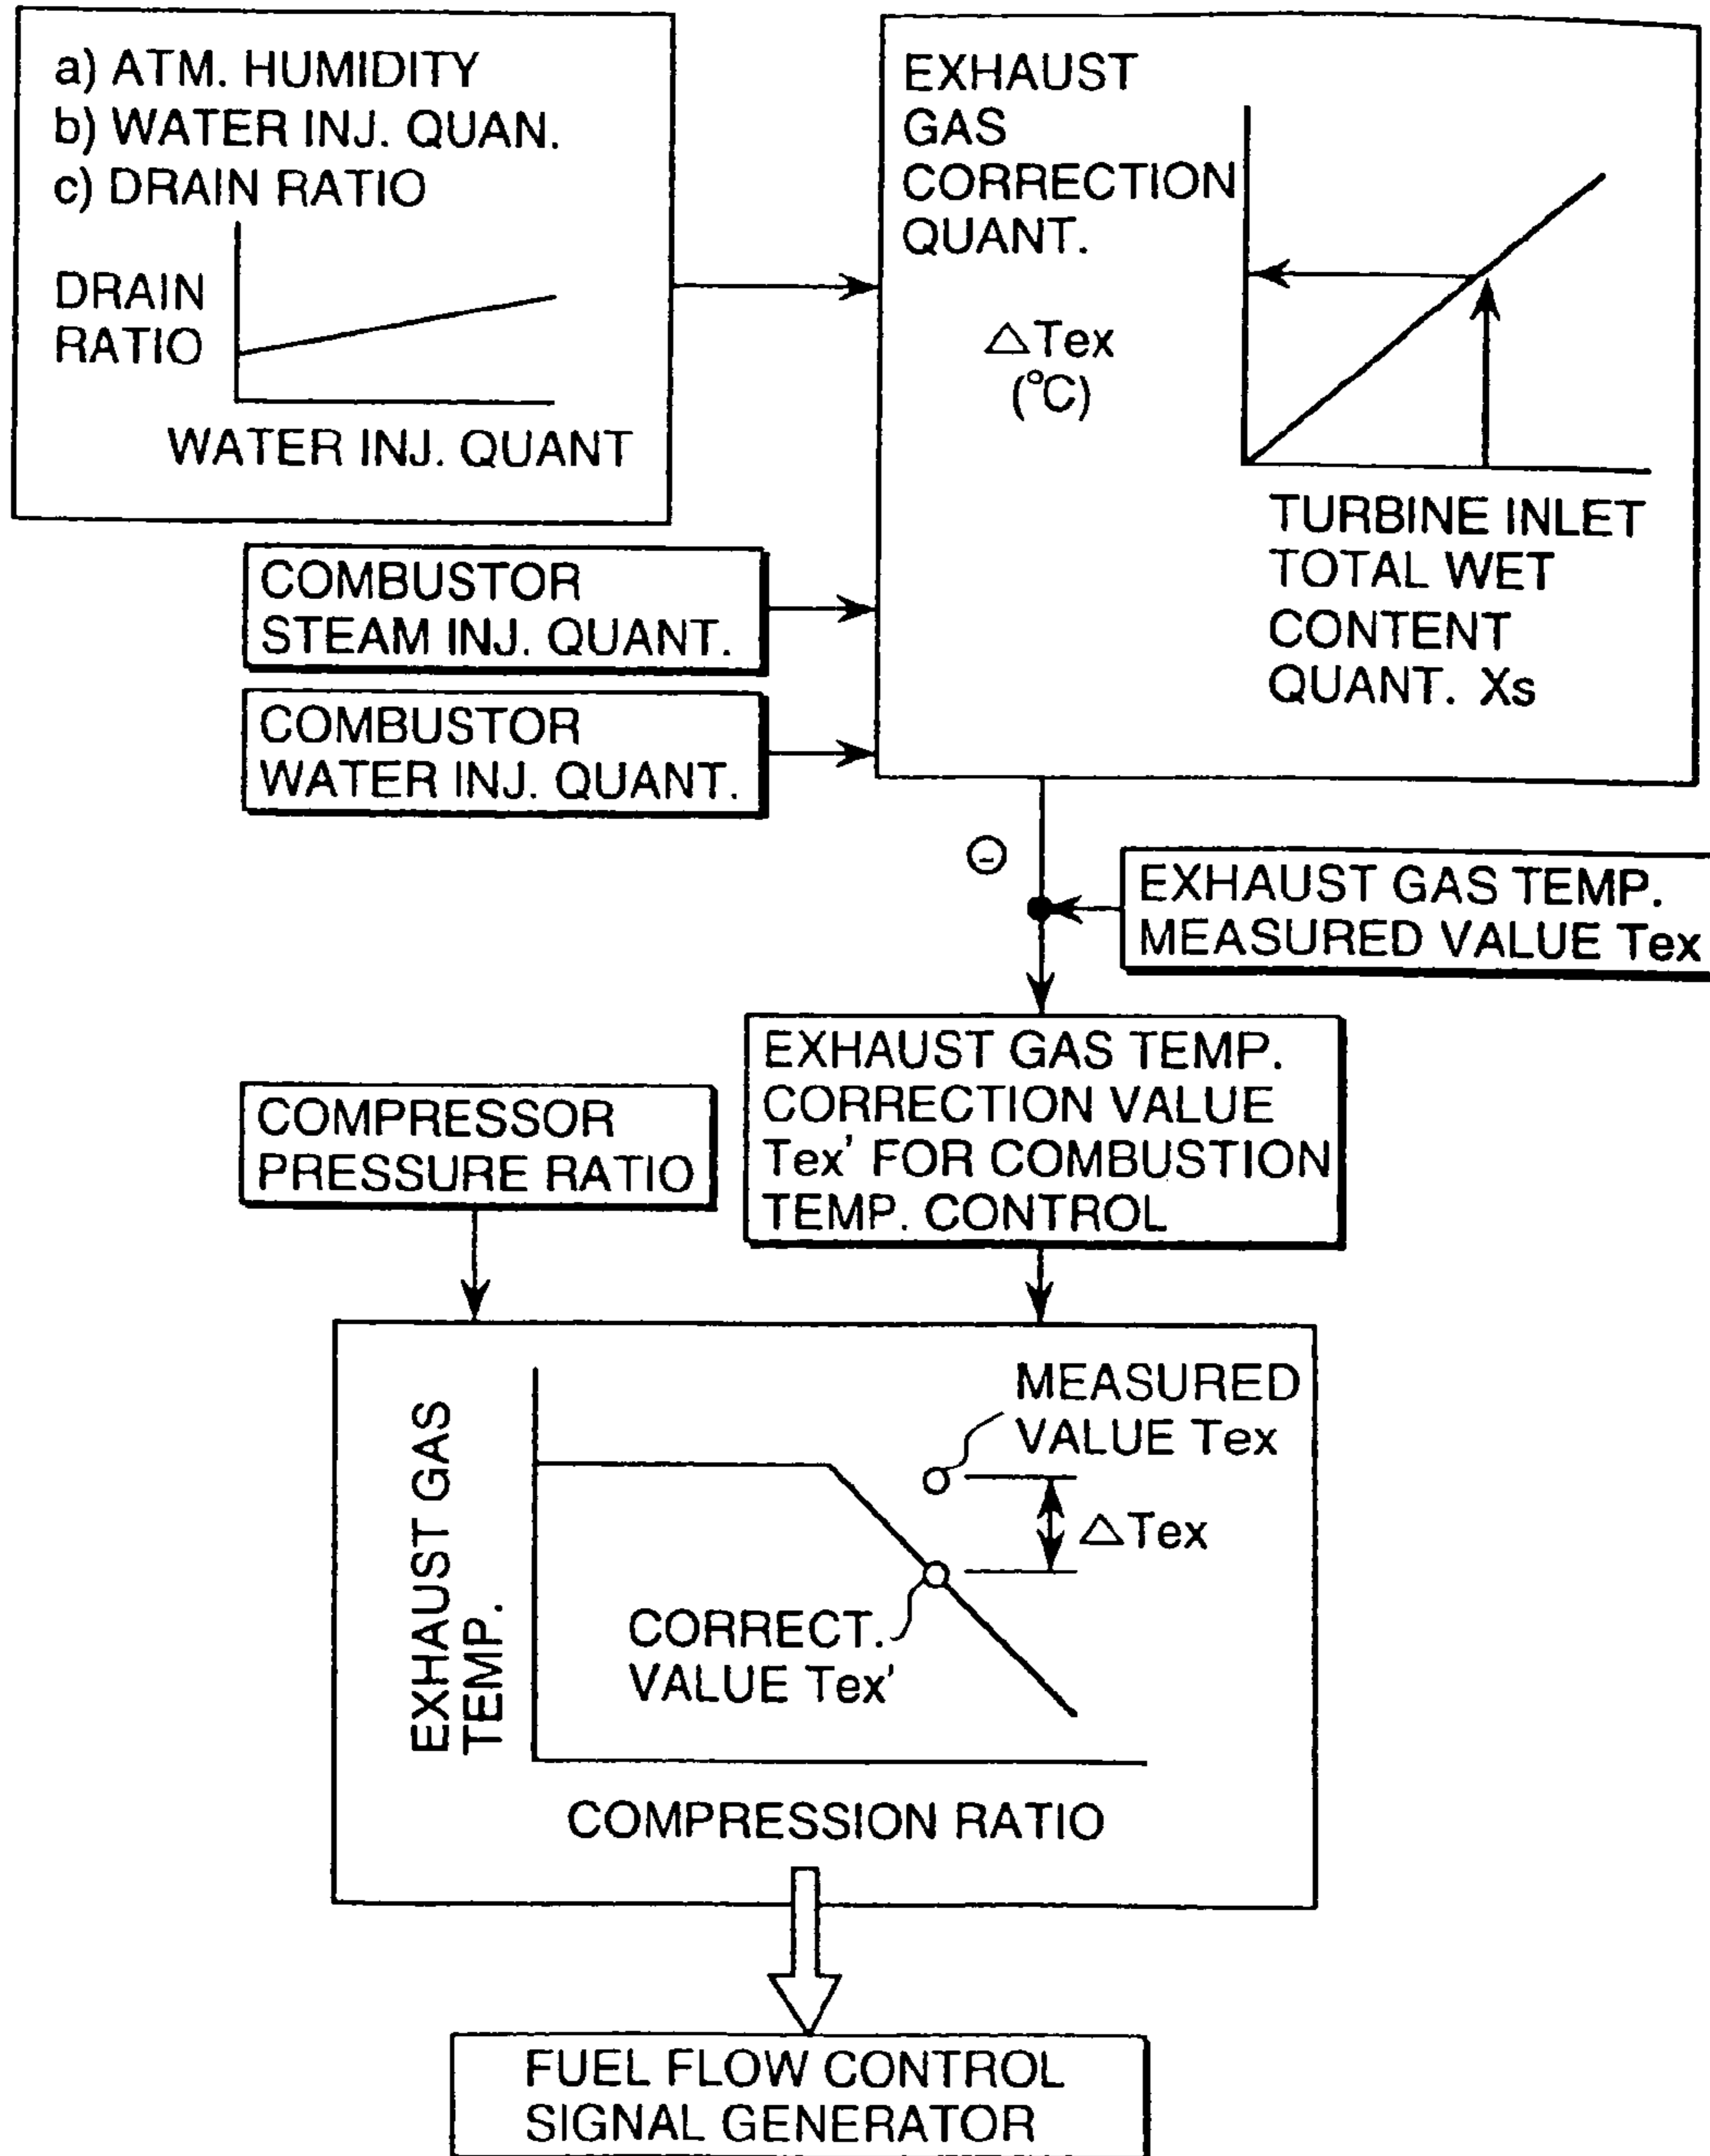 a) ATM. HUMIDITY
b) WATER INJ. QUAN.
c) DRAIN RATIO
DRAIN
RATIO
WATER INJ. QUANT
EXHAUST
GAS
CORRECTION
QUANT.
△Tex
(°C)
TURBINE INLET
TOTAL WET
CONTENT
QUANT. Xs
COMBUSTOR
STEAM INJ. QUANT.
COMBUSTOR
WATER INJ. QUANT.
⊖
EXHAUST GAS TEMP.
MEASURED VALUE Tex
EXHAUST GAS TEMP.
CORRECTION VALUE
Tex' FOR COMBUSTION
TEMP. CONTROL
COMPRESSOR
PRESSURE RATIO
EXHAUST GAS
TEMP.
MEASURED
VALUE Tex
△Tex
CORRECT.
VALUE Tex'
COMPRESSION RATIO
FUEL FLOW CONTROL
SIGNAL GENERATOR